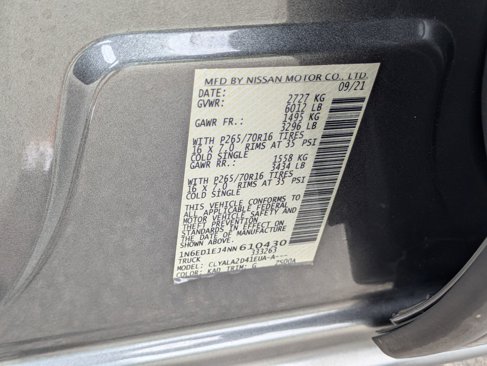 MFD BY NISSAN MOTOR CO., LTD.
DATE: 09/21
GVWR: 2727 KG
6012 LB
GAWR FR.: 1495 KG
3296 LB
WITH P265/70R16 TIRES
16 X 7.0 RIMS AT 35 PSI
COLD SINGLE
GAWR RR.: 1558 KG
3434 LB
WITH P265/70R16 TIRES
16 X 7.0 RIMS AT 35 PSI
COLD SINGLE
THIS VEHICLE CONFORMS TO
ALL APPLICABLE FEDERAL
MOTOR VEHICLE SAFETY AND
THEFT PREVENTION
STANDARDS IN EFFECT ON
THE DATE OF MANUFACTURE
SHOWN ABOVE.
1N6ED1EJ4NN610430
TRUCK 333263
MODEL: CLYALA2D41EUA-A---
COLOR: KAD TRIM: G 7S00A